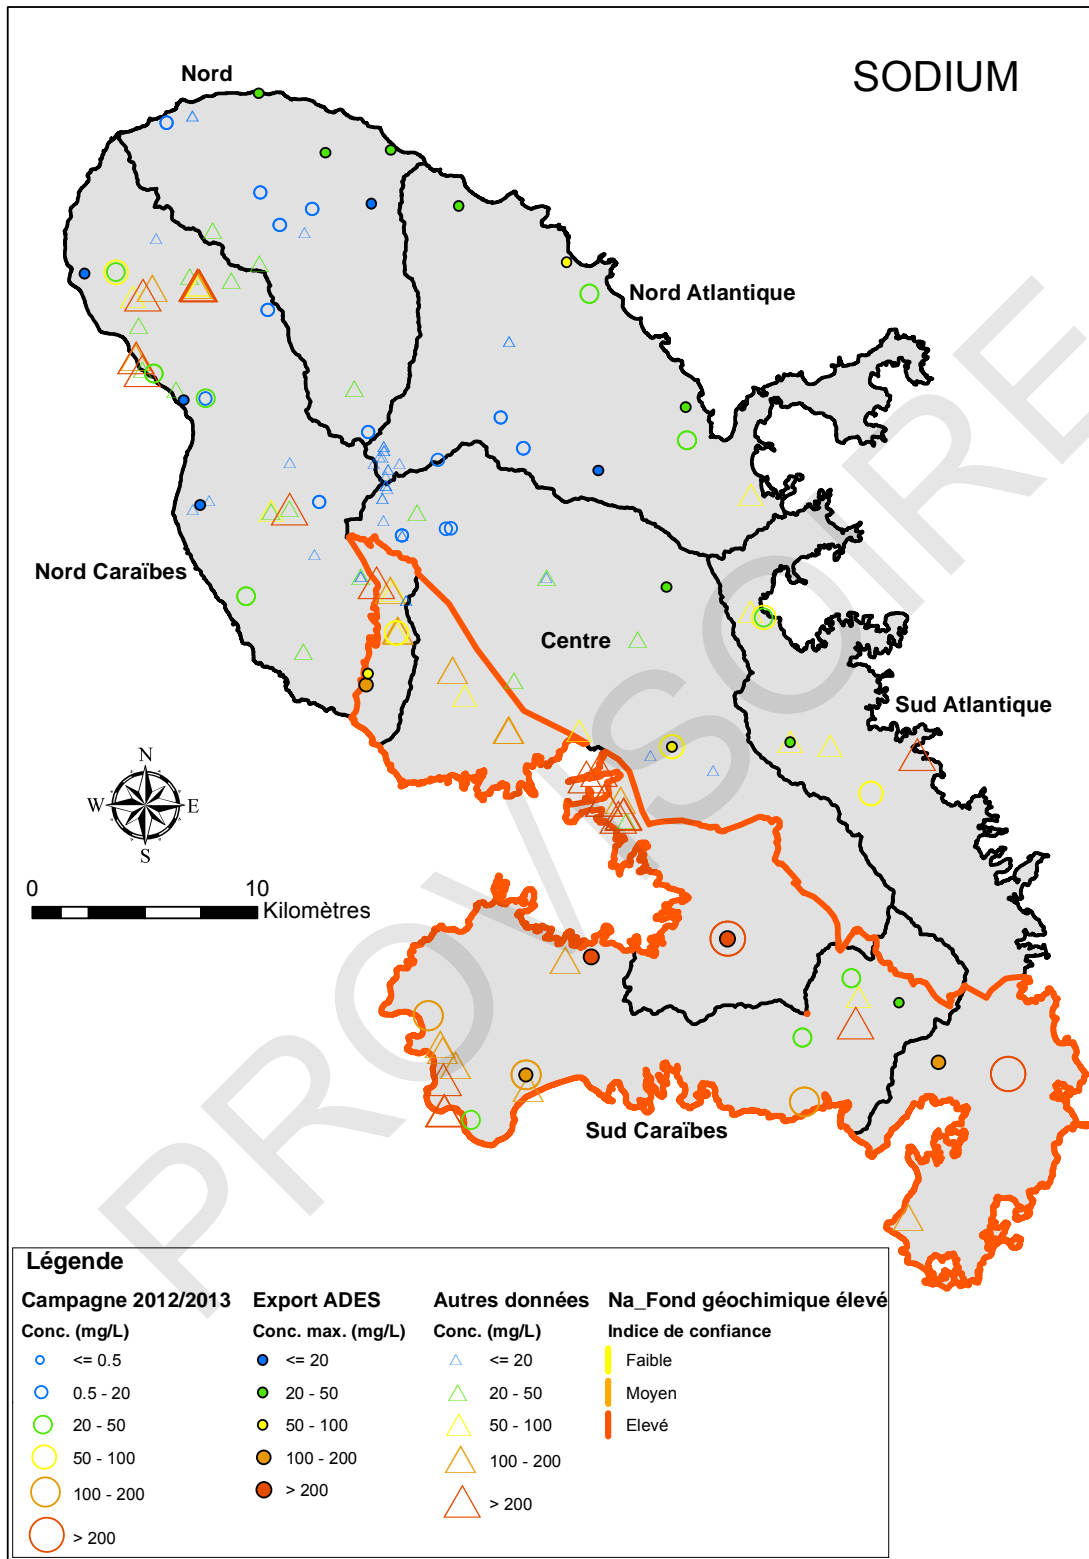 SODIUM
Nord
Nord Atlantique
Nord Caraïbes
Centre
Sud Atlantique
N
W E
S
0 10
Kilomètres
Sud Caraïbes
PROVISOIRE
Légende
Campagne 2012/2013
Conc. (mg/L)
<= 0.5
0.5 - 20
20 - 50
50 - 100
100 - 200
> 200
Export ADES
Conc. max. (mg/L)
<= 20
20 - 50
50 - 100
100 - 200
> 200
Autres données
Conc. (mg/L)
<= 20
20 - 50
50 - 100
100 - 200
> 200
Na_Fond géochimique élevé
Indice de confiance
Faible
Moyen
Elevé